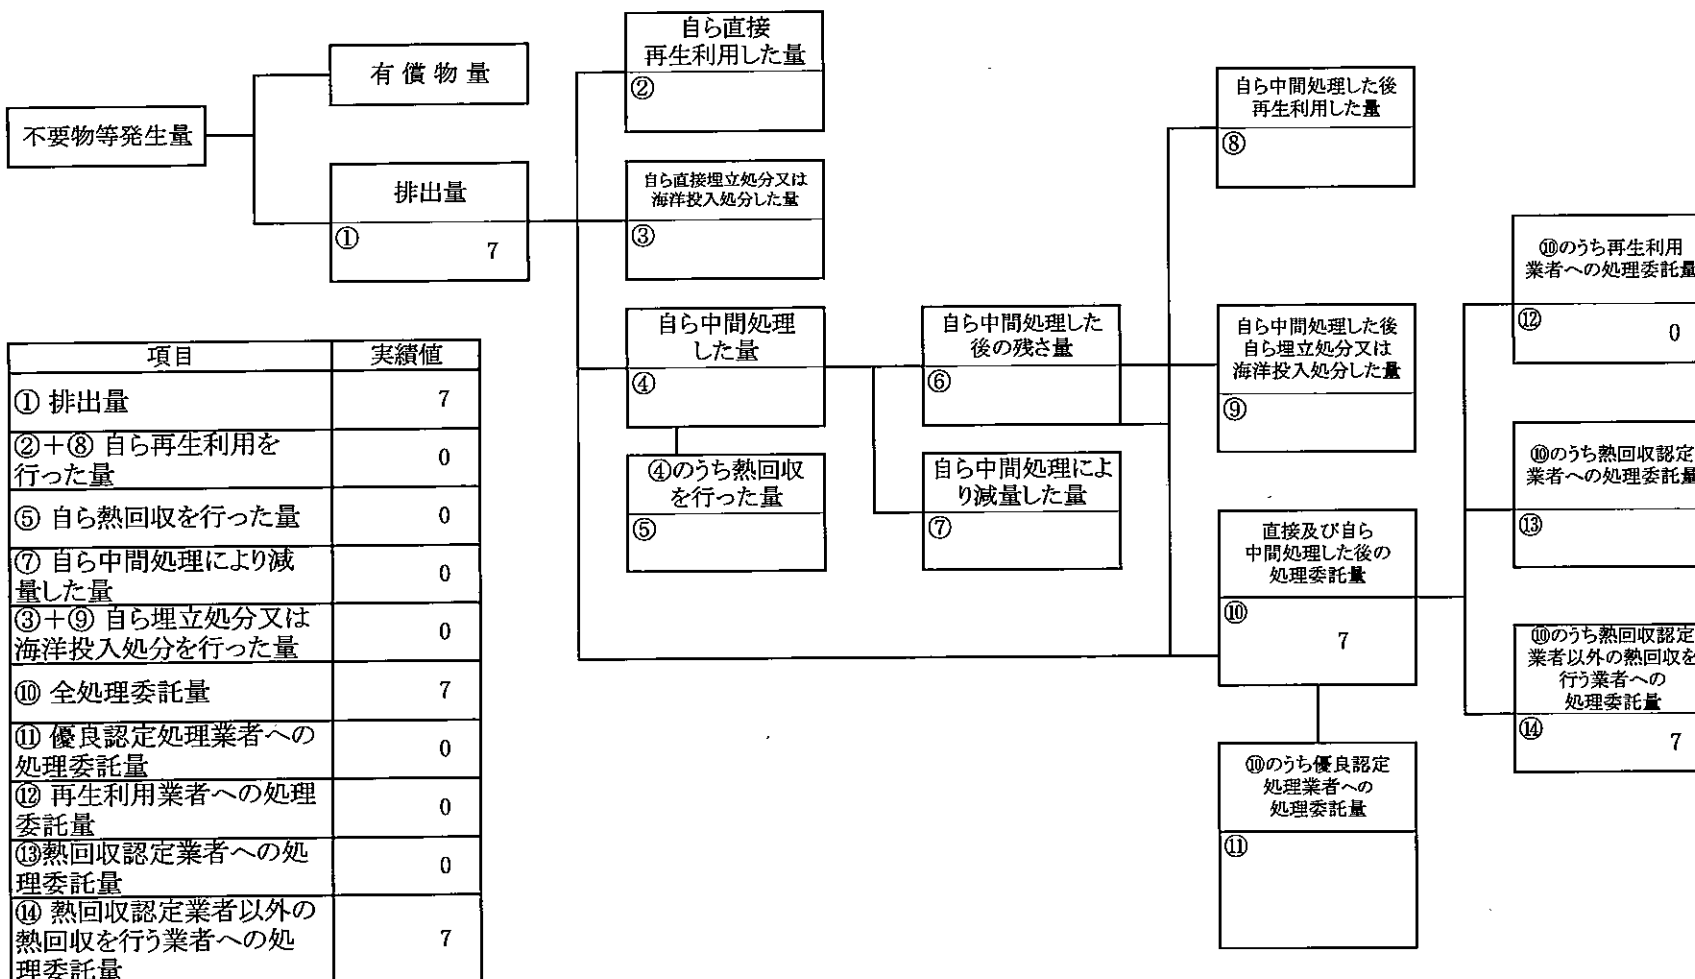 不要物等発生量
有償物量
排出量
①
7
自ら直接
再生利用した量
②
自ら直接埋立処分又は
海洋投入処分した量
③
自ら中間処理
した量
④
④のうち熱回収
を行った量
⑤
自ら中間処理した
後の残さ量
⑥
自ら中間処理によ
り減量した量
⑦
自ら中間処理した後
再生利用した量
⑧
自ら中間処理した後
自ら埋立処分又は
海洋投入処分した量
⑨
直接及び自ら
中間処理した後の
処理委託量
⑩
7
⑩のうち優良認定
処理業者への
処理委託量
⑪
⑩のうち再生利用
業者への処理委託量
⑫
0
⑩のうち熱回収認定
業者への処理委託量
⑬
⑩のうち熱回収認定
業者以外の熱回収を
行う業者への
処理委託量
⑭
7
項目 実績値
① 排出量 7
②+⑧ 自ら再生利用を
行った量 0
⑤ 自ら熱回収を行った量 0
⑦ 自ら中間処理により減
量した量 0
③+⑨ 自ら埋立処分又は
海洋投入処分を行った量 0
⑩ 全処理委託量 7
⑪ 優良認定処理業者への
処理委託量 0
⑫ 再生利用業者への処理
委託量 0
⑬熱回収認定業者への処
理委託量 0
⑭ 熱回収認定業者以外の
熱回収を行う業者への処
理委託量 7